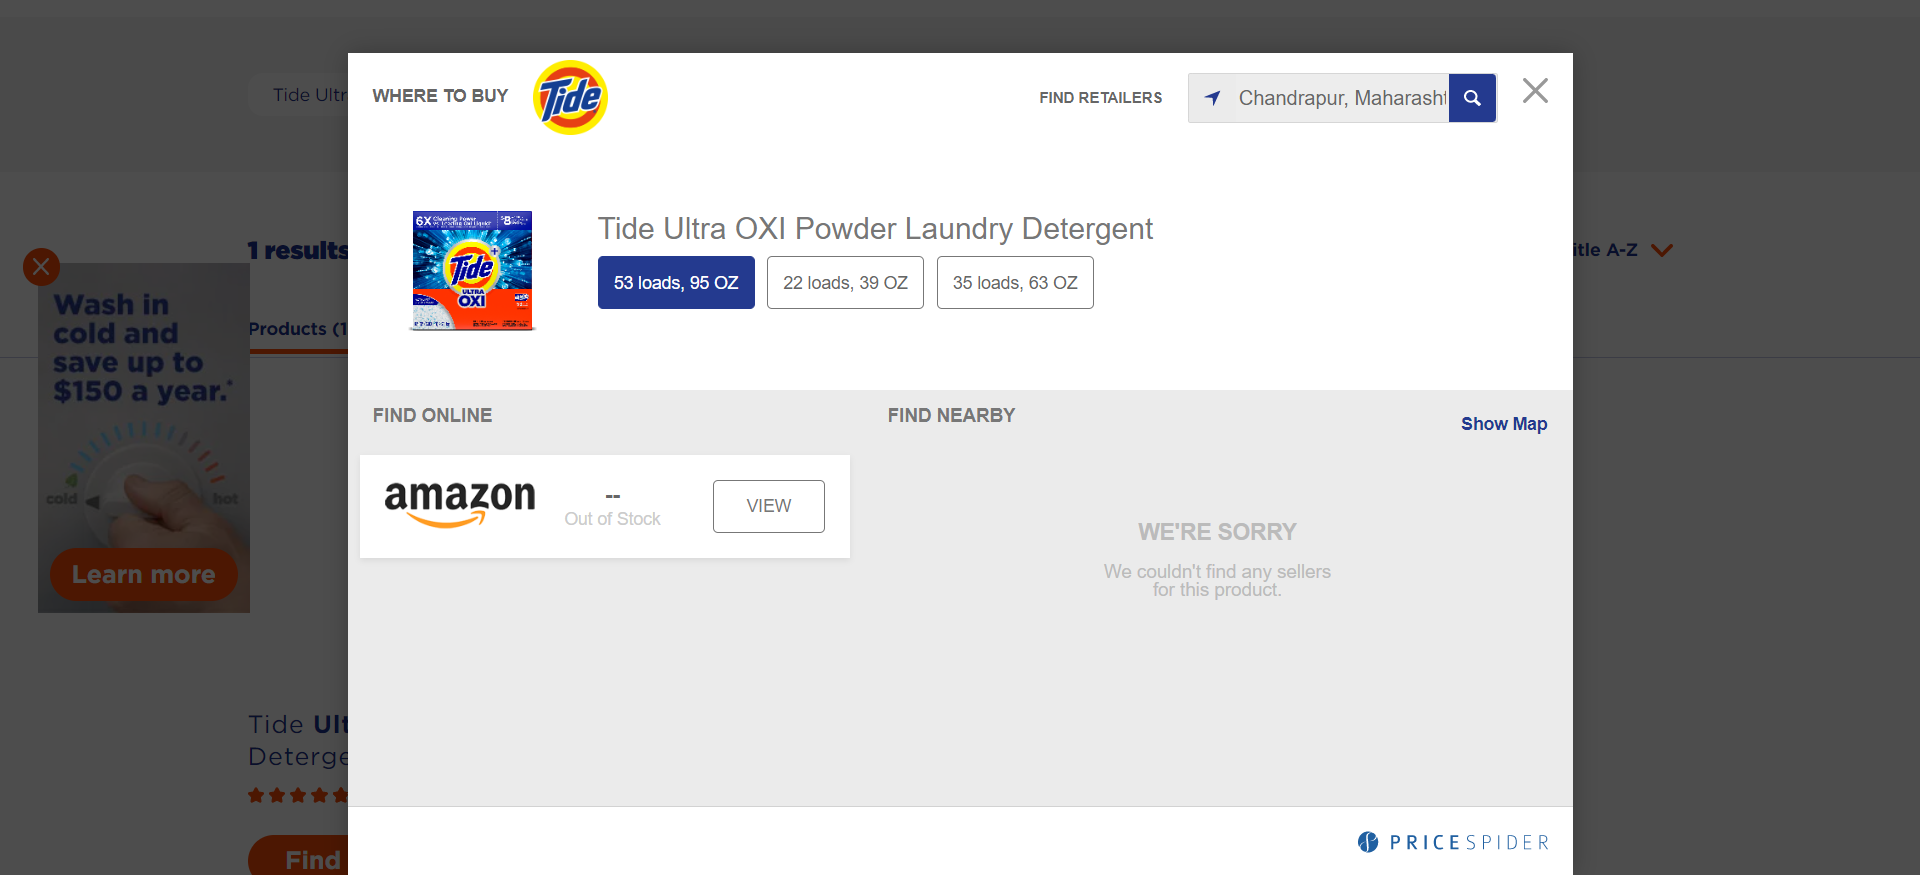 WHERE TO BUY
Tide
FIND RETAILERS
Chandrapur, Maharasht
Tide Ultr
Tide Ultra OXI Powder Laundry Detergent
53 loads, 95 OZ
22 loads, 39 OZ
35 loads, 63 OZ
6X Cleaning Power
Tide
ULTRA
OXI
1 results
itle A-Z
Products (1
Wash in
cold and
save up to
$150 a year.*
cold
hot
Learn more
FIND ONLINE
amazon
--
Out of Stock
VIEW
FIND NEARBY
Show Map
WE'RE SORRY
We couldn't find any sellers
for this product.
Tide Ult
Deterge
Find
PRICESPIDER